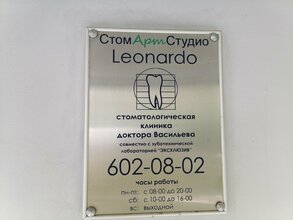 СтомАртСтудио
Leonardo
стоматологическая
клиника
доктора Васильева
совместно с зуботехнической
лабораторией "ЭКСКЛЮЗИВ"
602-08-02
часы работы
пн-пт: с 08-00 до 20-00
сб: с 10-00 до 16-00
вс: выходной